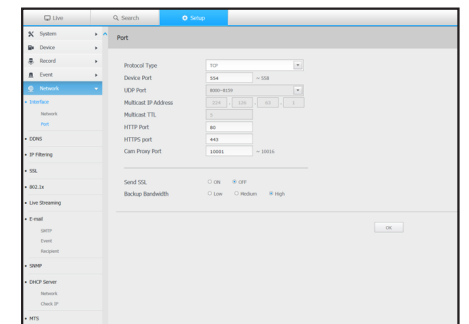 Live
Search
Setup
System
Device
Record
Event
Network
Interface
Network
Port
DDNS
IP Filtering
SSL
802.1x
Live Streaming
E-mail
SMTP
Event
Recipient
SNMP
DHCP Server
Network
Check IP
MTS
Port
Protocol Type TCP
Device Port 554 ~ 558
UDP Port 8000~8159
Multicast IP Address
Multicast TTL 5
HTTP Port 80
HTTPS port 443
Cam Proxy Port 10001 ~ 10016
Send SSL ON OFF
Backup Bandwidth Low Medium High
OK